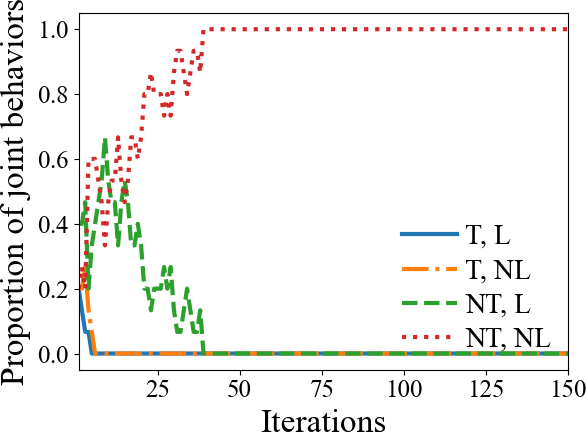 Proportion of joint behaviors
1.0
0.8
0.6
0.4
0.2
0.0
T, L
T, NL
NT, L
NT, NL
25 50 75 100 125 150
Iterations